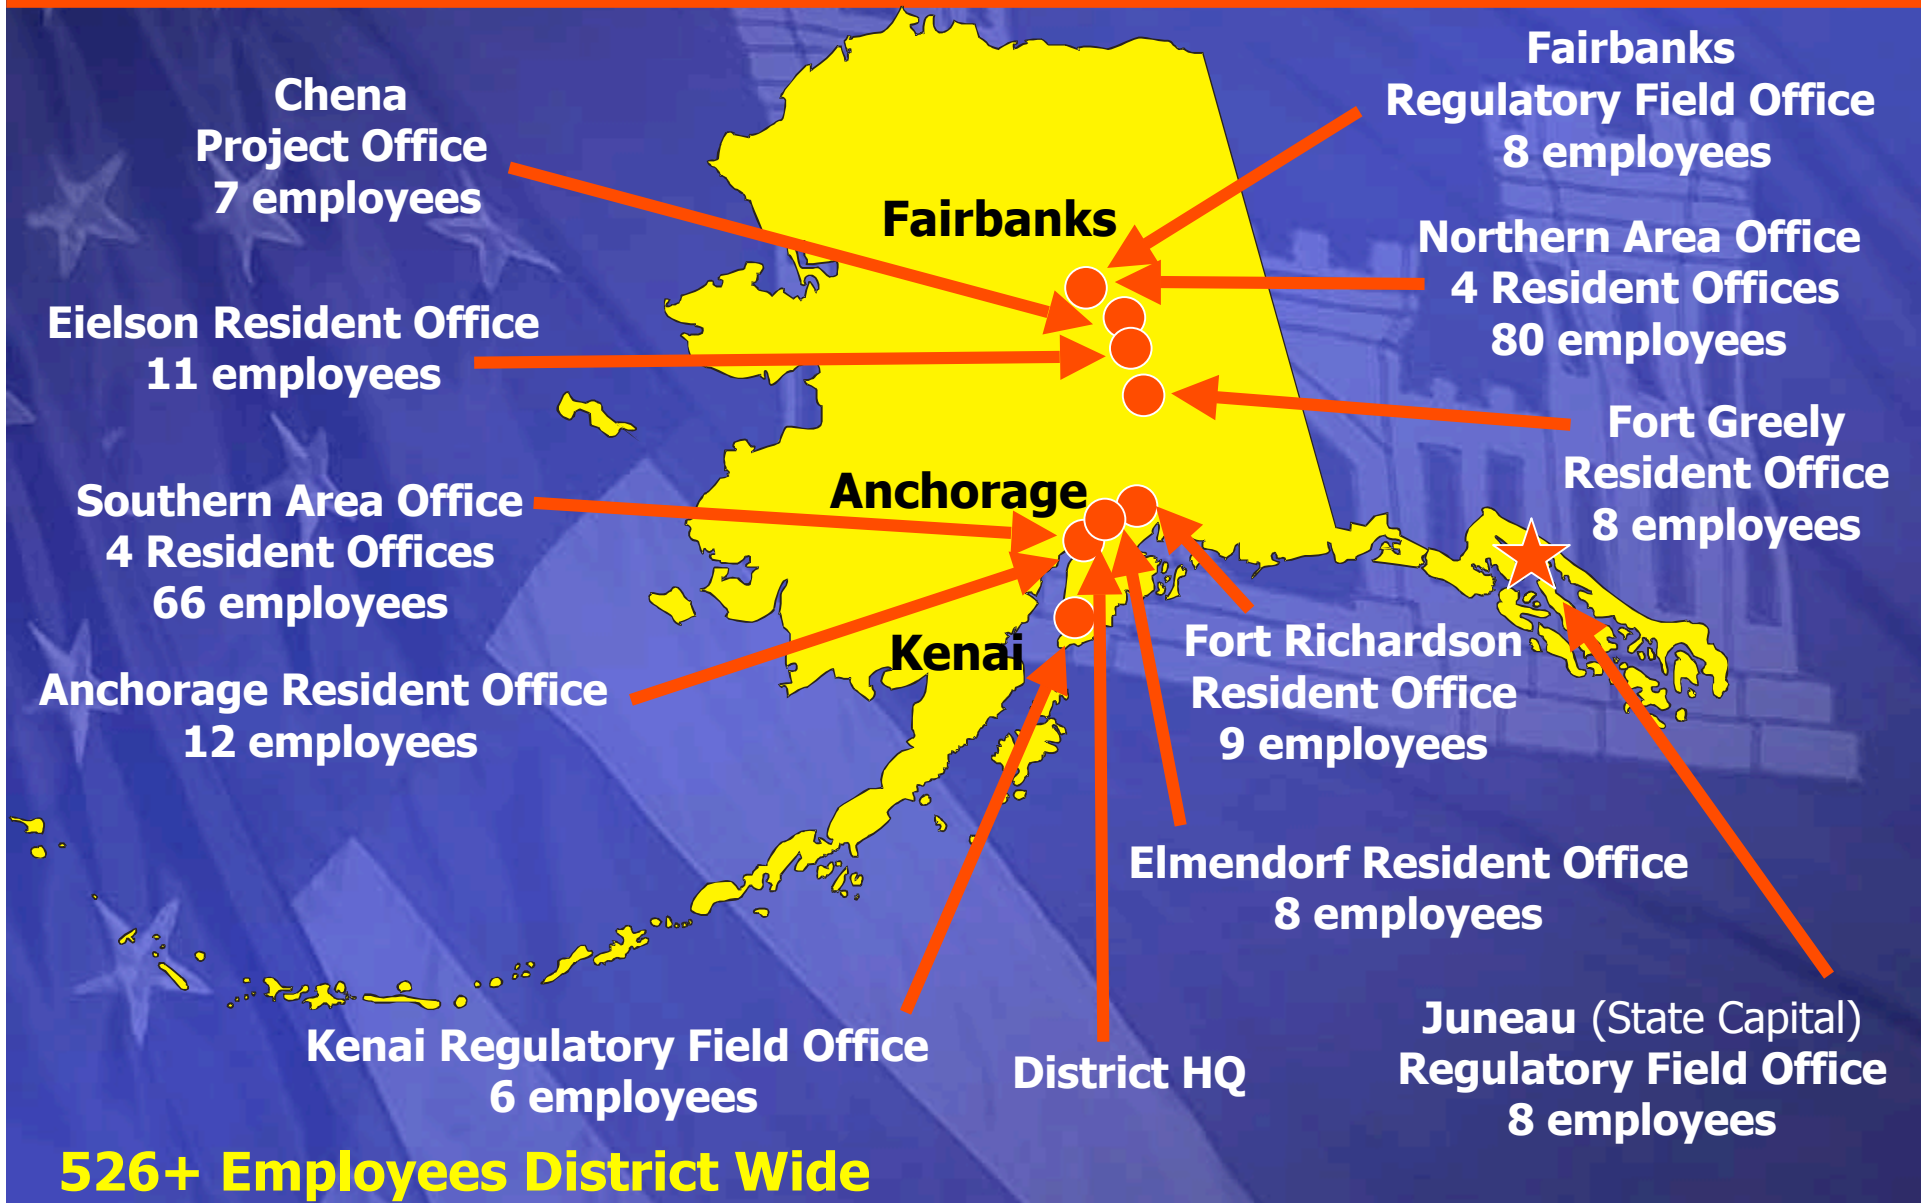 Chena
Project Office
7 employees
Fairbanks
Regulatory Field Office
8 employees
Fairbanks
Northern Area Office
4 Resident Offices
80 employees
Eielson Resident Office
11 employees
Fort Greely
Resident Office
8 employees
Anchorage
Southern Area Office
4 Resident Offices
66 employees
Kenai
Fort Richardson
Resident Office
9 employees
Anchorage Resident Office
12 employees
Elmendorf Resident Office
8 employees
Kenai Regulatory Field Office
6 employees
District HQ
Juneau (State Capital)
Regulatory Field Office
8 employees
526+ Employees District Wide